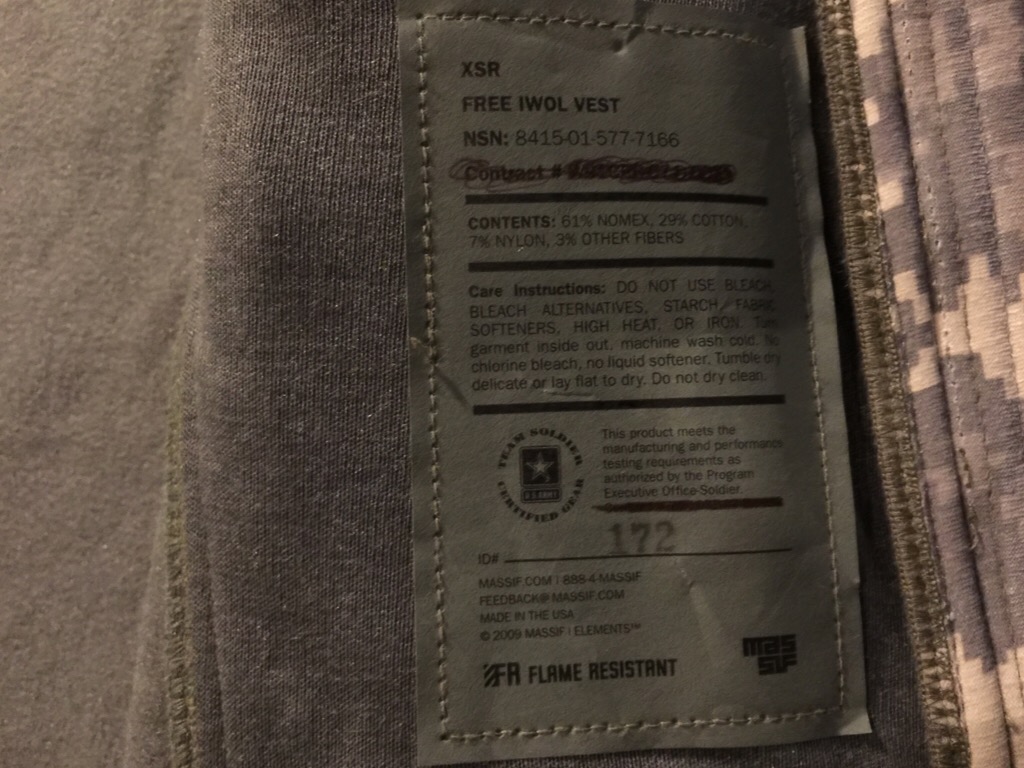 XSR
FREE IWOL VEST
NSN: 8415-01-577-7166
Contract #
CONTENTS: 61% NOMEX, 29% COTTON,
7% NYLON, 3% OTHER FIBERS
Care Instructions: DO NOT USE BLEACH,
BLEACH ALTERNATIVES, STARCH, FABRIC
SOFTENERS, HIGH HEAT, OR IRON. Turn
garment inside out, machine wash cold. No
chlorine bleach, no liquid softener. Tumble dry
delicate or lay flat to dry. Do not dry clean.
TEAM SOLDIER
U.S. ARMY
CERTIFIED GEAR
This product meets the
manufacturing and performance
testing requirements as
authorized by the Program
Executive Office-Soldier
172
ID#
MASSIF.COM | 888-4-MASSIF
FEEDBACK@MASSIF.COM
MADE IN THE USA
© 2009 MASSIF | ELEMENTS™
FR FLAME RESISTANT
mas
sif